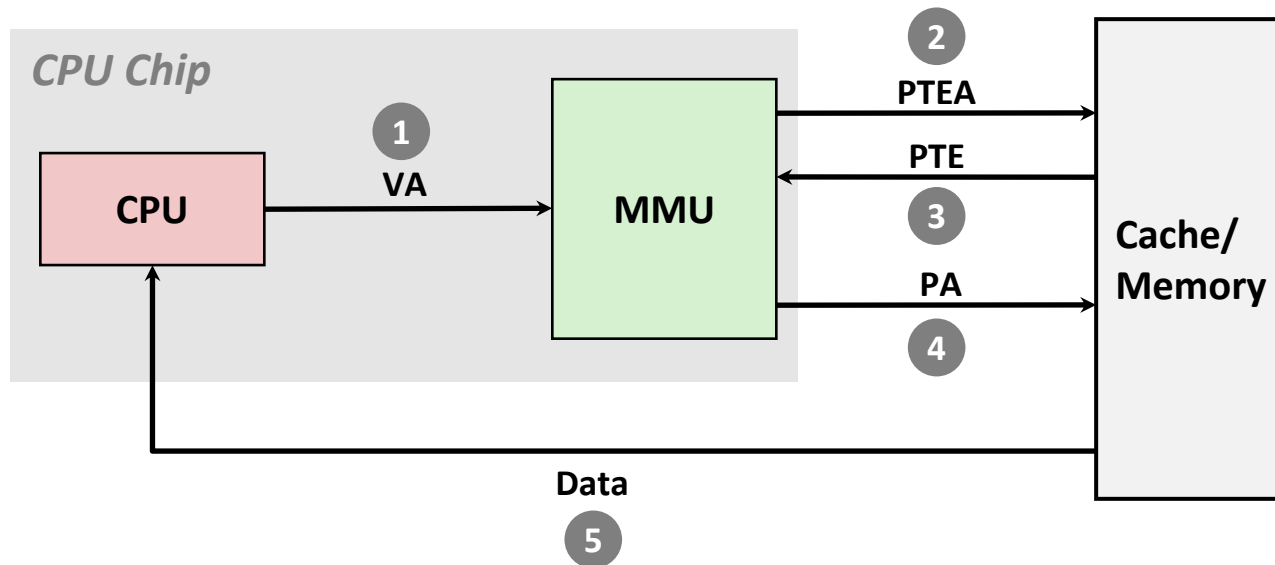 CPU Chip
2
PTEA
1
VA
PTE
CPU
MMU
3
Cache/
Memory
PA
4
Data
5